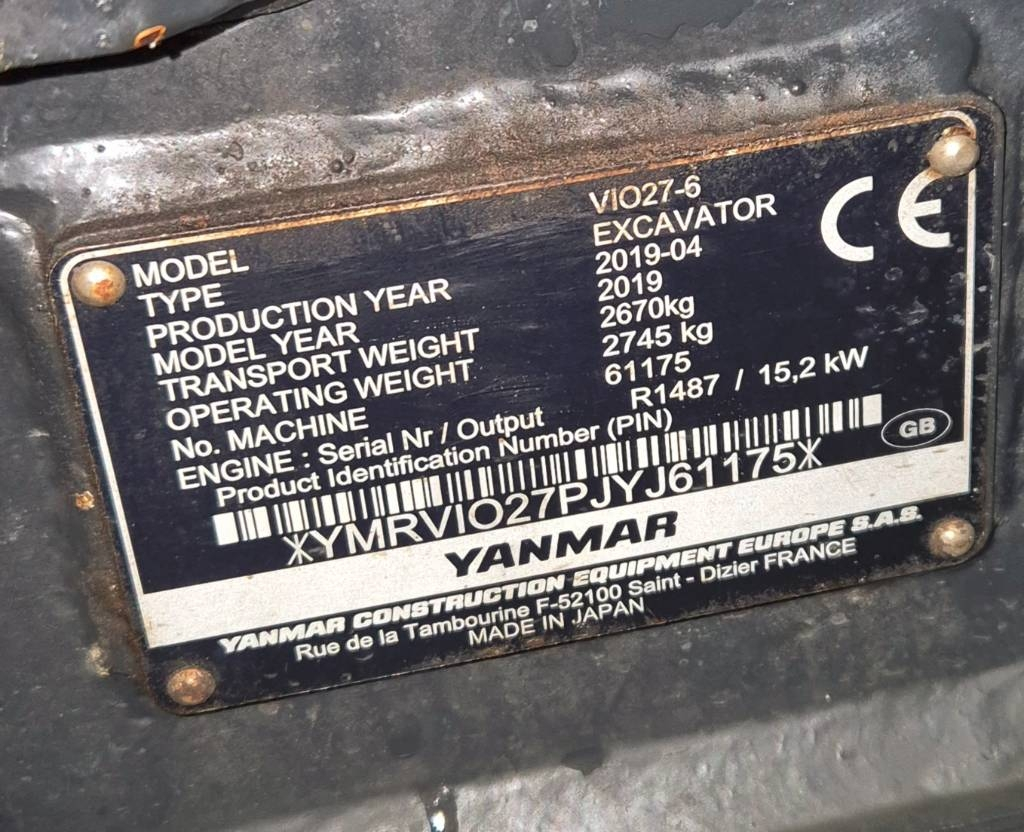 MODEL VIO27-6
TYPE EXCAVATOR
PRODUCTION YEAR 2019-04
MODEL YEAR 2019
TRANSPORT WEIGHT 2670kg
OPERATING WEIGHT 2745 kg
No. MACHINE 61175
ENGINE : Serial Nr / Output R1487 / 15,2 kW
Product Identification Number (PIN)
*YMRVIO27PJYJ61175*
CE
GB
YANMAR
YANMAR CONSTRUCTION EQUIPMENT EUROPE S.A.S.
Rue de la Tambourine F-52100 Saint - Dizier FRANCE
MADE IN JAPAN